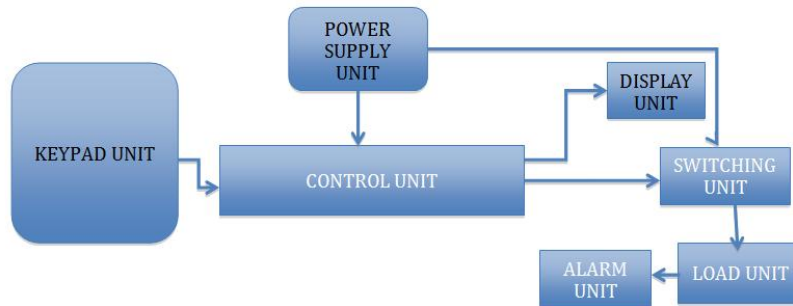 POWER
SUPPLY
UNIT
DISPLAY
UNIT
KEYPAD UNIT
CONTROL UNIT
SWITCHING
UNIT
ALARM
UNIT
LOAD UNIT